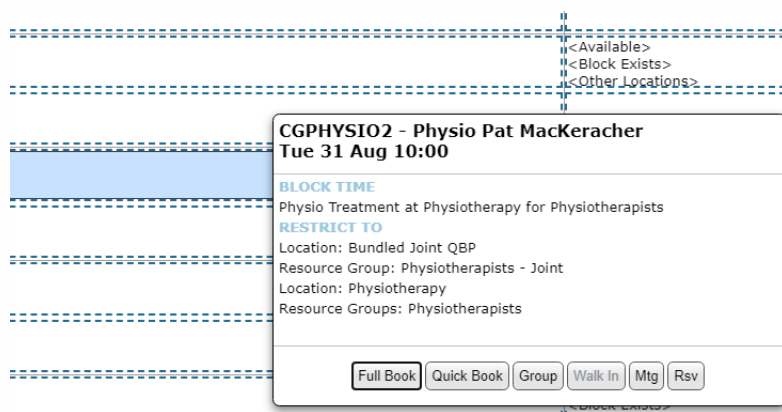 <Available>
<Block Exists>
<Other Locations>
CGPHYSIO2 - Physio Pat MacKeracher
Tue 31 Aug 10:00
BLOCK TIME
Physio Treatment at Physiotherapy for Physiotherapists
RESTRICT TO
Location: Bundled Joint QBP
Resource Group: Physiotherapists - Joint
Location: Physiotherapy
Resource Groups: Physiotherapists
Full Book Quick Book Group Walk In Mtg Rsv
<Block Exists>